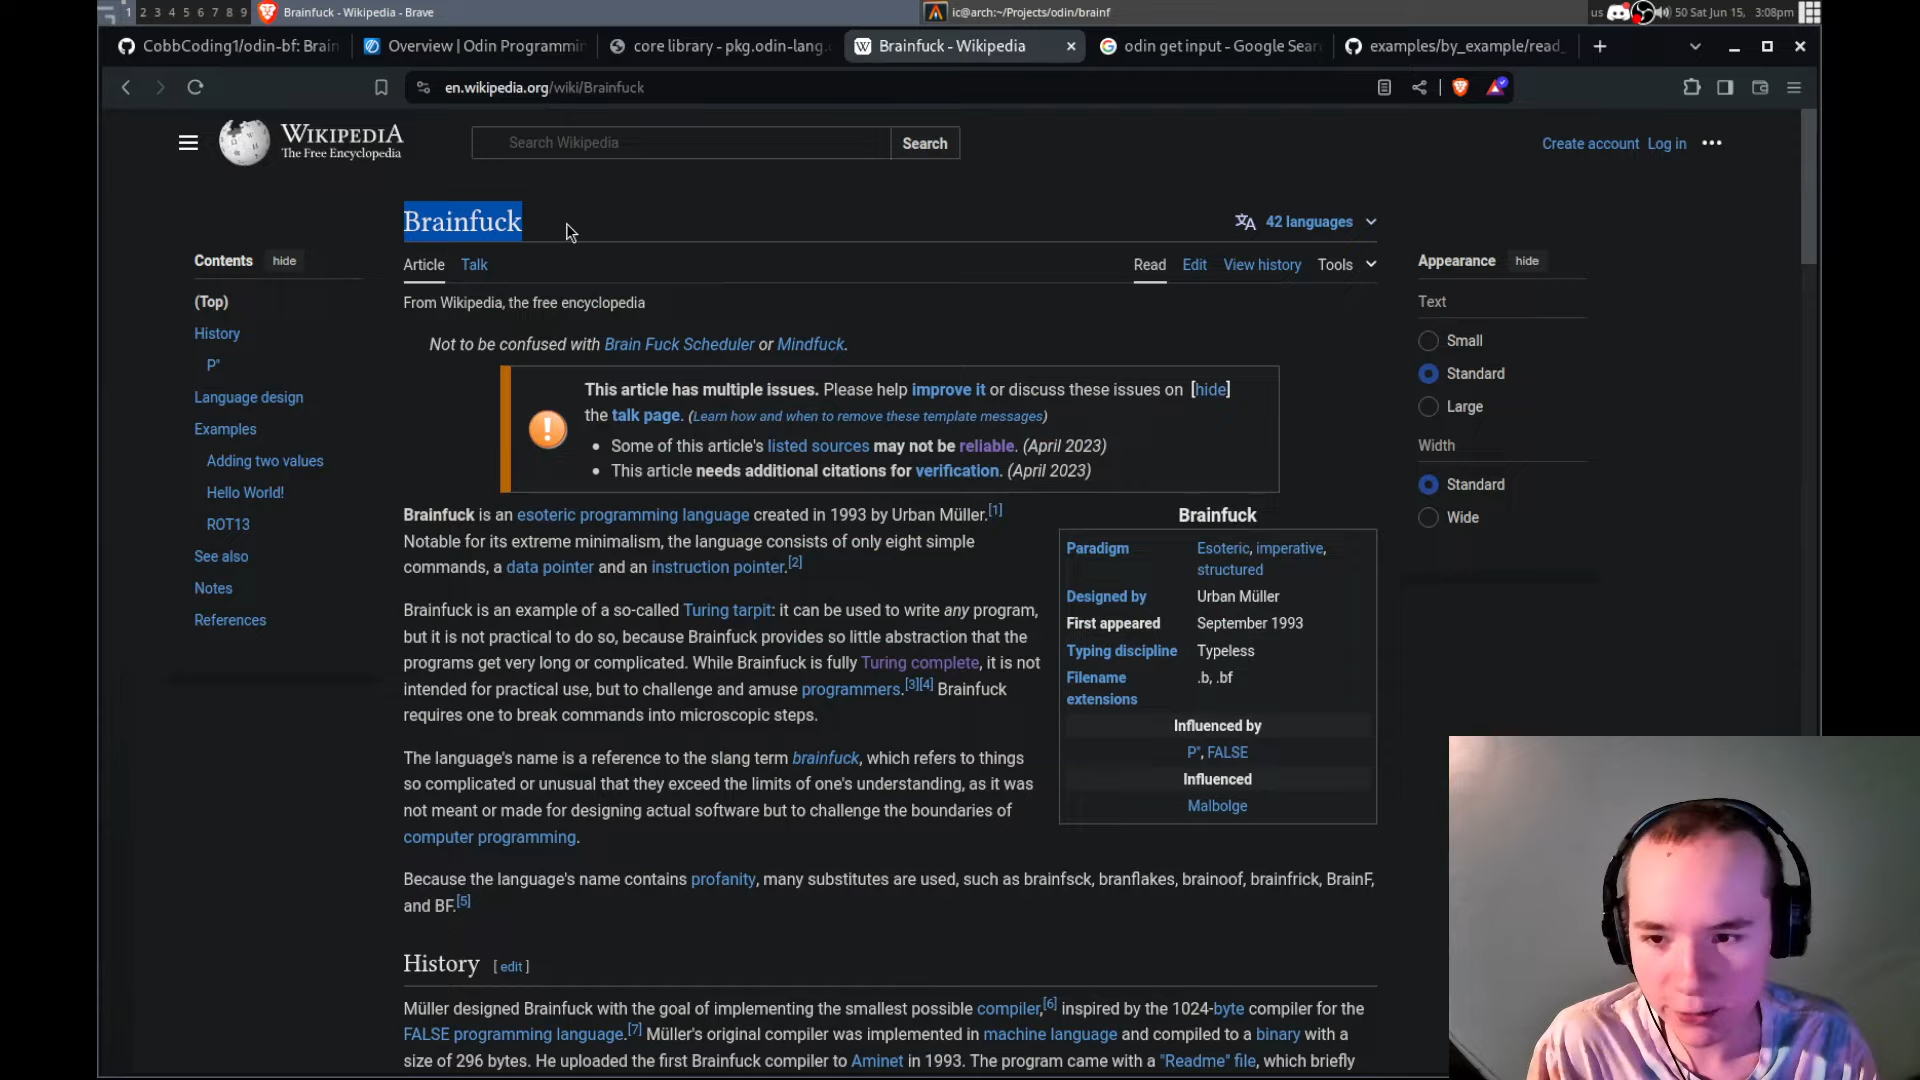 1 2 3 4 5 6 7 8 9 Brainfuck - Wikipedia - Brave ic@arch:~/Projects/odin/brainf us 50 Sat Jun 15, 3:08pm
CobbCoding1/odin-bf: Brain Overview | Odin Programmin core library - pkg.odin-lang. Brainfuck - Wikipedia odin get input - Google Sear examples/by_example/read_
en.wikipedia.org/wiki/Brainfuck
WIKIPEDIA
The Free Encyclopedia
Search Wikipedia Search Create account Log in
Brainfuck 42 languages
Contents hide
(Top)
History
P"
Language design
Examples
Adding two values
Hello World!
ROT13
See also
Notes
References
Article Talk Read Edit View history Tools
From Wikipedia, the free encyclopedia
Not to be confused with Brain Fuck Scheduler or Mindfuck.
This article has multiple issues. Please help improve it or discuss these issues on [hide]
the talk page. (Learn how and when to remove these template messages)
• Some of this article's listed sources may not be reliable. (April 2023)
• This article needs additional citations for verification. (April 2023)
Brainfuck is an esoteric programming language created in 1993 by Urban Müller.[1]
Notable for its extreme minimalism, the language consists of only eight simple
commands, a data pointer and an instruction pointer.[2]
Brainfuck is an example of a so-called Turing tarpit: it can be used to write any program,
but it is not practical to do so, because Brainfuck provides so little abstraction that the
programs get very long or complicated. While Brainfuck is fully Turing complete, it is not
intended for practical use, but to challenge and amuse programmers.[3][4] Brainfuck
requires one to break commands into microscopic steps.
The language's name is a reference to the slang term brainfuck, which refers to things
so complicated or unusual that they exceed the limits of one's understanding, as it was
not meant or made for designing actual software but to challenge the boundaries of
computer programming.
Because the language's name contains profanity, many substitutes are used, such as brainfsck, branflakes, brainoof, brainfrick, BrainF,
and BF.[5]
Brainfuck
Paradigm Esoteric, imperative,
structured
Designed by Urban Müller
First appeared September 1993
Typing discipline Typeless
Filename .b, .bf
extensions
Influenced by
P", FALSE
Influenced
Malbolge
Appearance hide
Text
Small
Standard
Large
Width
Standard
Wide
History [ edit ]
Müller designed Brainfuck with the goal of implementing the smallest possible compiler,[6] inspired by the 1024-byte compiler for the
FALSE programming language.[7] Müller's original compiler was implemented in machine language and compiled to a binary with a
size of 296 bytes. He uploaded the first Brainfuck compiler to Aminet in 1993. The program came with a "Readme" file, which briefly